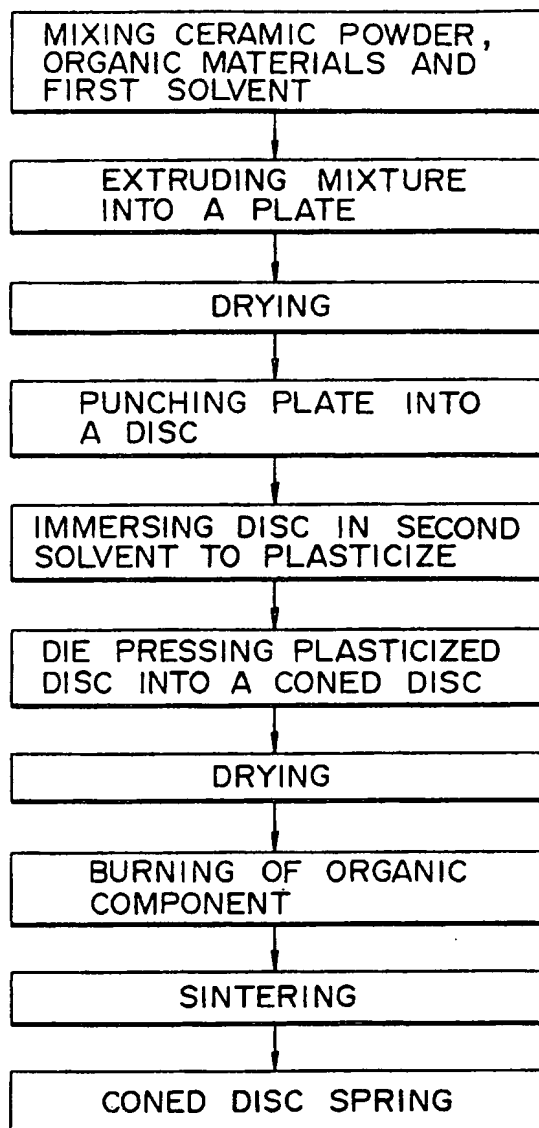 MIXING CERAMIC POWDER,
ORGANIC MATERIALS AND
FIRST SOLVENT
EXTRUDING MIXTURE
INTO A PLATE
DRYING
PUNCHING PLATE INTO
A DISC
IMMERSING DISC IN SECOND
SOLVENT TO PLASTICIZE
DIE PRESSING PLASTICIZED
DISC INTO A CONED DISC
DRYING
BURNING OF ORGANIC
COMPONENT
SINTERING
CONED DISC SPRING